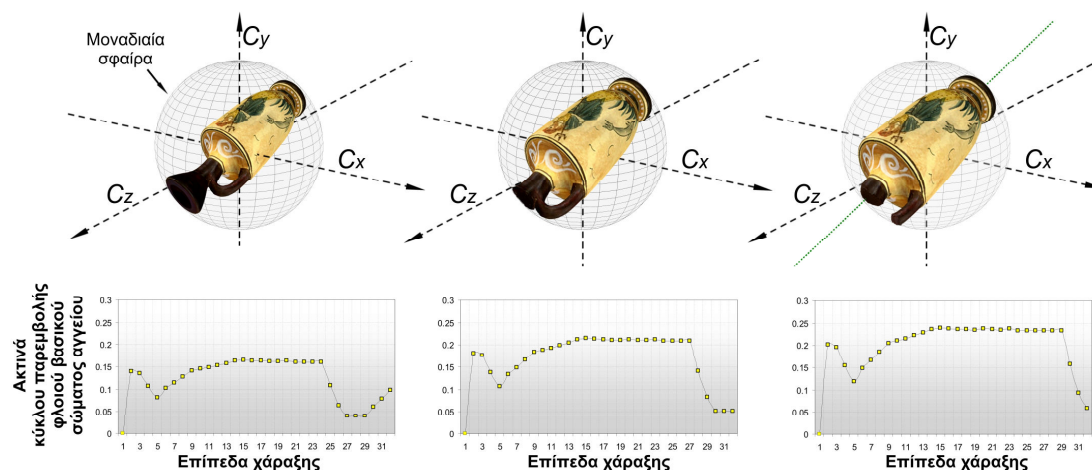 Μοναδιαία
σφαίρα
Cy
Cx
Cz
Cy
Cx
Cz
Cy
Cx
Cz
Ακτινά
κύκλου παρεμβολής
φλοιού βασικού
σώματος αγγείου
0.3
0.25
0.2
0.15
0.1
0.05
0
1 3 5 7 9 11 13 15 17 19 21 23 25 27 29 31
Επίπεδα χάραξης
0.3
0.25
0.2
0.15
0.1
0.05
0
1 3 5 7 9 11 13 15 17 19 21 23 25 27 29 31
Επίπεδα χάραξης
0.3
0.25
0.2
0.15
0.1
0.05
0
1 3 5 7 9 11 13 15 17 19 21 23 25 27 29 31
Επίπεδα χάραξης